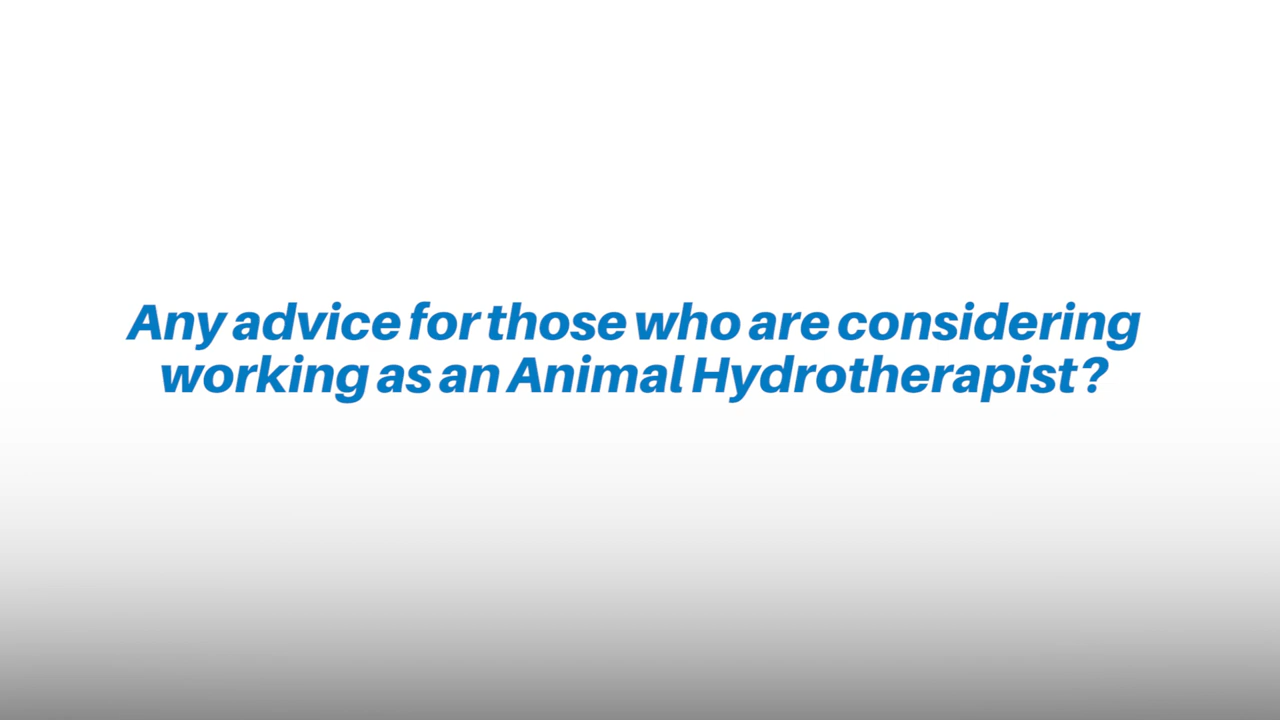 Any advice for those who are considering
working as an Animal Hydrotherapist?